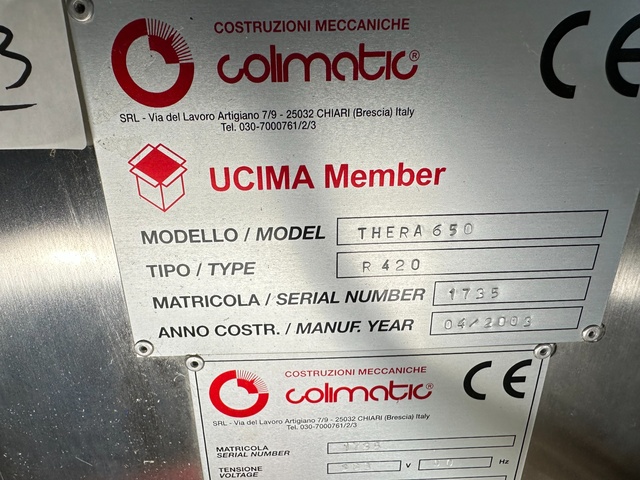 3
COSTRUZIONI MECCANICHE
colimatic® CE
SRL - Via del Lavoro Artigiano 7/9 - 25032 CHIARI (Brescia) Italy
Tel. 030-7000761/2/3
UCIMA Member
MODELLO / MODEL THERA 650
TIPO / TYPE R 420
MATRICOLA / SERIAL NUMBER 1735
ANNO COSTR. / MANUF. YEAR 04/2003
COSTRUZIONI MECCANICHE
colimatic® CE
SRL - Via del Lavoro Artigiano 7/9 - 25032 CHIARI (Brescia) Italy
Tel. 030-7000761/2/3
MATRICOLA
SERIAL NUMBER 1735
TENSIONE
VOLTAGE V Hz